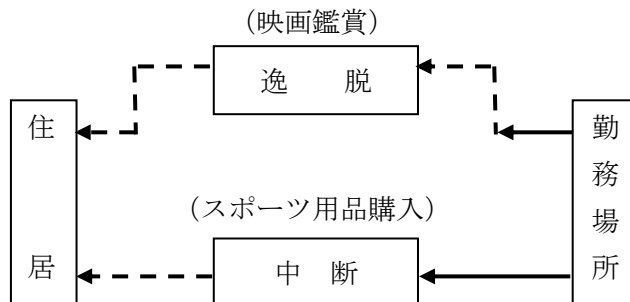 (映画鑑賞)
逸 脱
住居
勤務場所
(スポーツ用品購入)
中 断